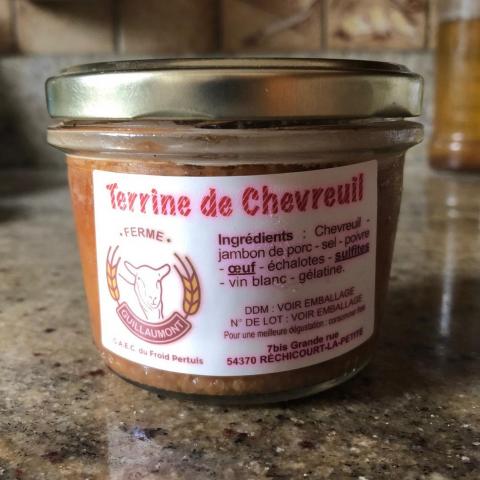 Terrine de Chevreuil
• FERME •
GUILLAUMONT
G.A.E.C. du Froid Pertuis
Ingrédients : Chevreuil -
jambon de porc - sel - poivre
- œuf - échalotes - sulfites
- vin blanc - gélatine.
DDM : VOIR EMBALLAGE
N° DE LOT : VOIR EMBALLAGE
Pour une meilleure dégustation : consommer frais
7bis Grande rue
54370 RÉCHICOURT-LA-PETITE